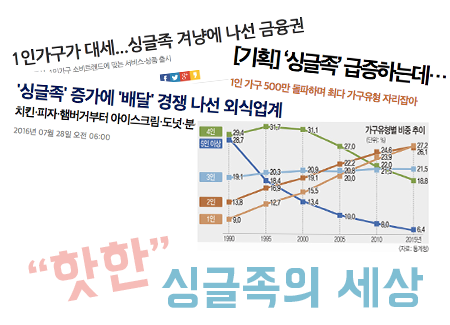 1인가구가 대세...싱글족 겨냥에 나선 금융권
1인가구 소비트렌드에 맞는 서비스·상품 출시
[기획] ‘싱글족’ 급증하는데…
1인 가구 500만 돌파하며 최다 가구유형 자리잡아
'싱글족' 증가에 '배달' 경쟁 나선 외식업계
치킨·피자·햄버거부터 아이스크림·도넛·분
2016년 07월 28일 오전 06:00
가구유형별 비중 추이
(단위: %)
4인 29.4 31.7 31.1 27.0 22.0 18.8
5인 이상 28.7 18.4 13.4 10.0 8.0 6.4
3인 19.1 20.3 20.9 20.8 21.5 21.5
2인 13.8 16.9 22.2 24.6 26.1
1인 9.0 12.7 15.5 20.0 23.9 27.2
1990 1995 2000 2005 2010 2015년
(자료: 통계청)
“핫한”
싱글족의 세상